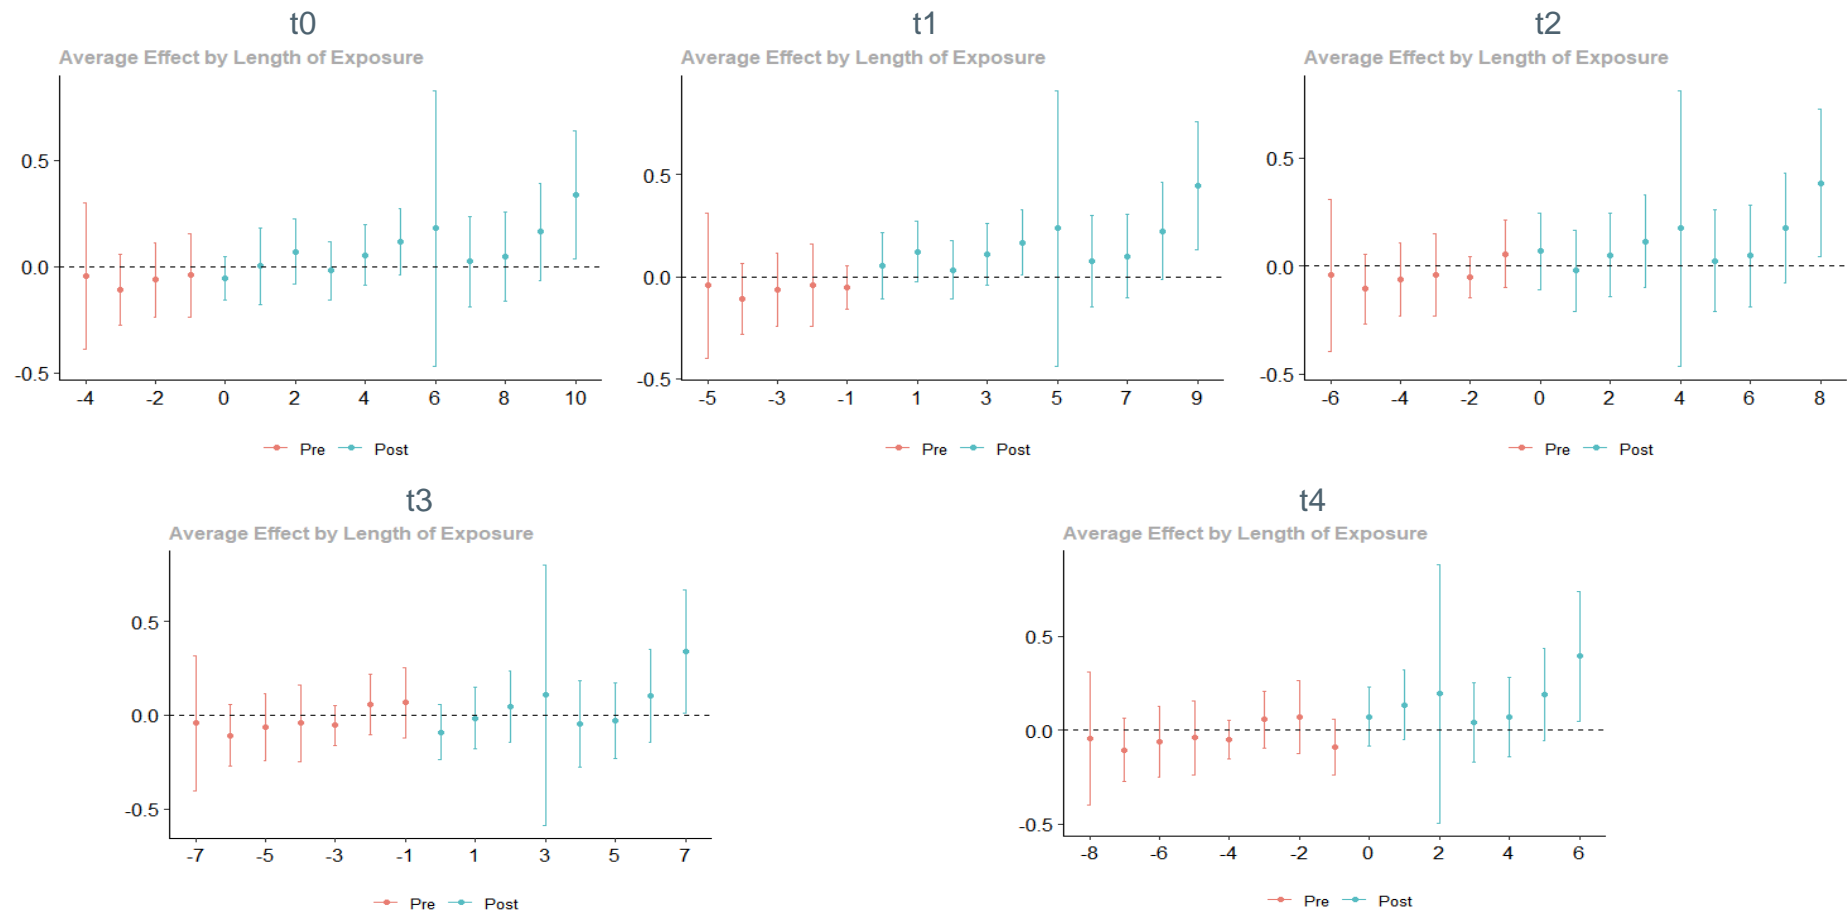 t0
Average Effect by Length of Exposure
0.5
0.0
-0.5
-4 -2 0 2 4 6 8 10
Pre Post
t1
Average Effect by Length of Exposure
0.5
0.0
-0.5
-5 -3 -1 1 3 5 7 9
Pre Post
t2
Average Effect by Length of Exposure
0.5
0.0
-0.5
-6 -4 -2 0 2 4 6 8
Pre Post
t3
Average Effect by Length of Exposure
0.5
0.0
-0.5
-7 -5 -3 -1 1 3 5 7
Pre Post
t4
Average Effect by Length of Exposure
0.5
0.0
-0.5
-8 -6 -4 -2 0 2 4 6
Pre Post